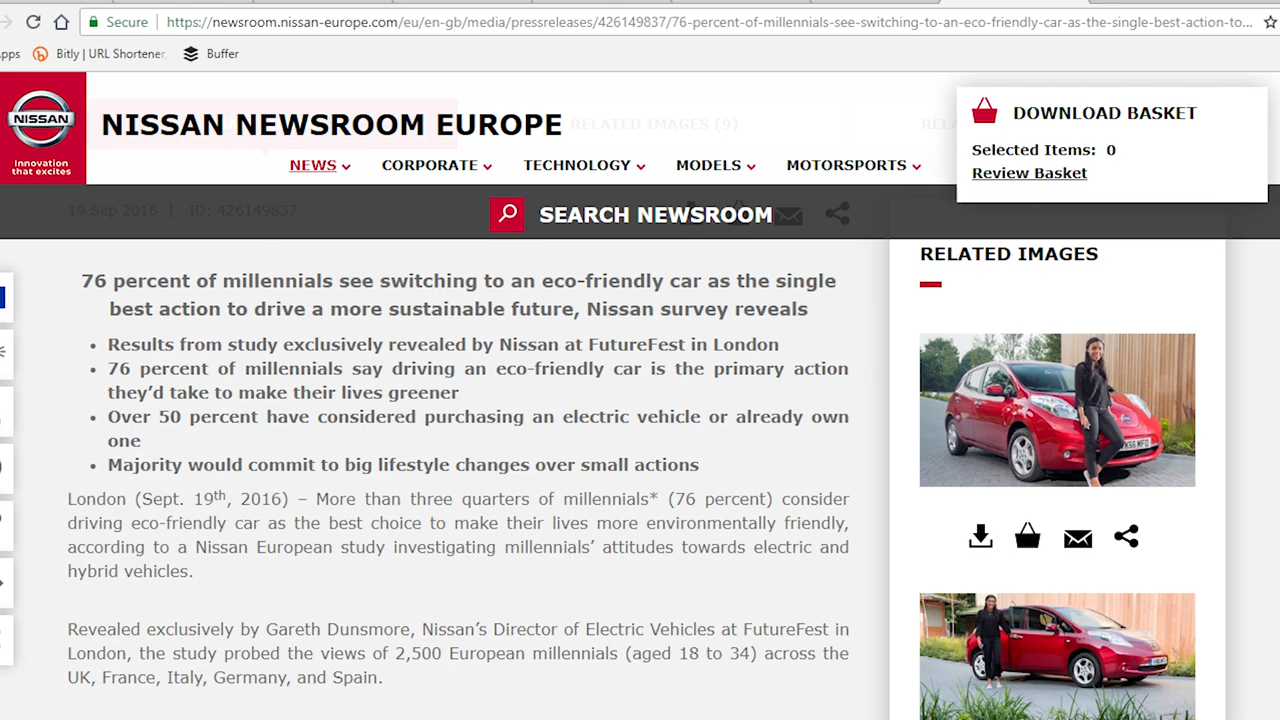 Secure
https://newsroom.nissan-europe.com/eu/en-gb/media/pressreleases/426149837/76-percent-of-millennials-see-switching-to-an-eco-friendly-car-as-the-single-best-action-to...
Bitly | URL Shortener
Buffer
NISSAN
Innovation
that excites
NISSAN NEWSROOM EUROPE
RELATED IMAGES (9)
DOWNLOAD BASKET
Selected Items: 0
Review Basket
NEWS
CORPORATE
TECHNOLOGY
MODELS
MOTORSPORTS
19 Sep 2016 | ID: 426149837
SEARCH NEWSROOM
76 percent of millennials see switching to an eco-friendly car as the single
best action to drive a more sustainable future, Nissan survey reveals
• Results from study exclusively revealed by Nissan at FutureFest in London
• 76 percent of millennials say driving an eco-friendly car is the primary action
they’d take to make their lives greener
• Over 50 percent have considered purchasing an electric vehicle or already own
one
• Majority would commit to big lifestyle changes over small actions
London (Sept. 19th, 2016) – More than three quarters of millennials* (76 percent) consider
driving eco-friendly car as the best choice to make their lives more environmentally friendly,
according to a Nissan European study investigating millennials’ attitudes towards electric and
hybrid vehicles.
Revealed exclusively by Gareth Dunsmore, Nissan’s Director of Electric Vehicles at FutureFest in
London, the study probed the views of 2,500 European millennials (aged 18 to 34) across the
UK, France, Italy, Germany, and Spain.
RELATED IMAGES